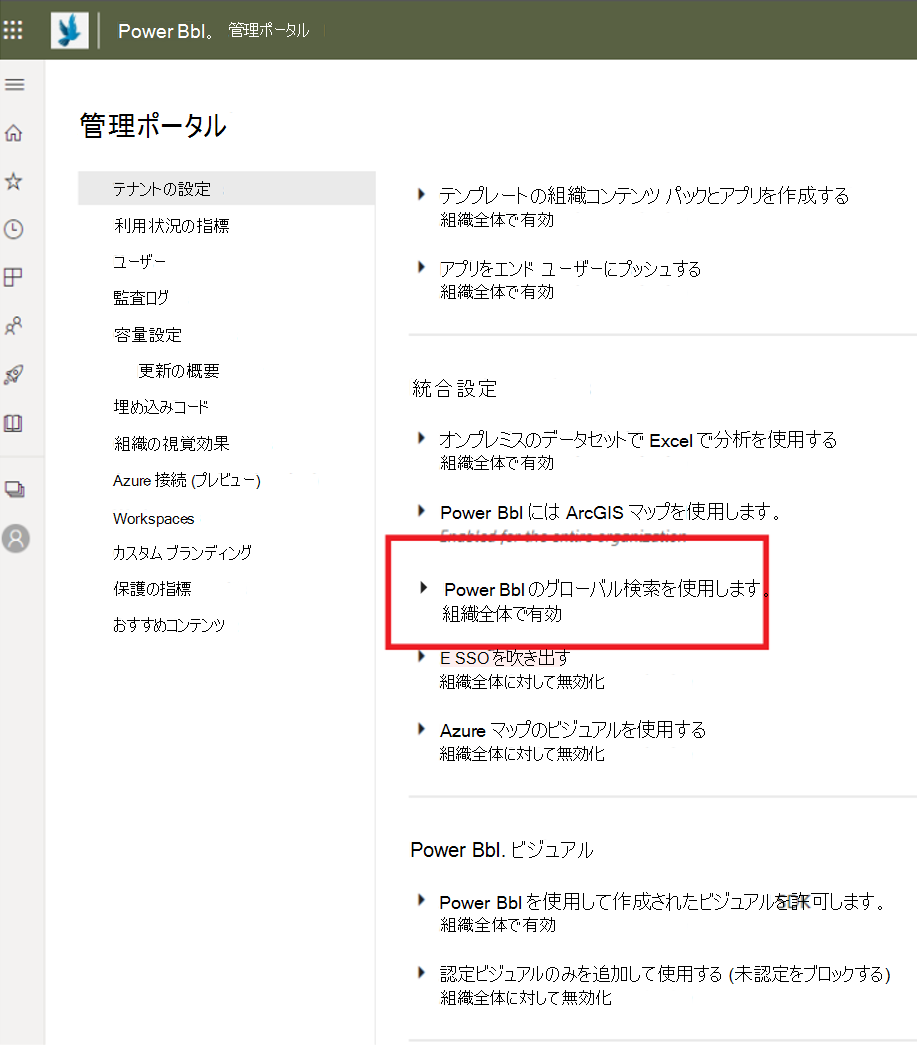 Power Bbl。 管理ポータル
管理ポータル
テナントの設定
利用状況の指標
ユーザー
監査ログ
容量設定
更新の概要
埋め込みコード
組織の視覚効果
Azure 接続 (プレビュー)
Workspaces
カスタム ブランディング
保護の指標
おすすめコンテンツ
テンプレートの組織コンテンツ パックとアプリを作成する
組織全体で有効
アプリをエンド ユーザーにプッシュする
組織全体で有効
統合設定
オンプレミスのデータセットで Excel で分析を使用する
組織全体で有効
Power Bbl には ArcGIS マップを使用します。
Enabled for the entire organization
Power Bbl のグローバル検索を使用します。
組織全体で有効
E SSO を吹き出す
組織全体に対して無効化
Azure マップのビジュアルを使用する
組織全体に対して無効化
Power Bbl. ビジュアル
Power Bbl を使用して作成されたビジュアルを許可します。
組織全体で有効
認定ビジュアルのみを追加して使用する (未認定をブロックする)
組織全体に対して無効化